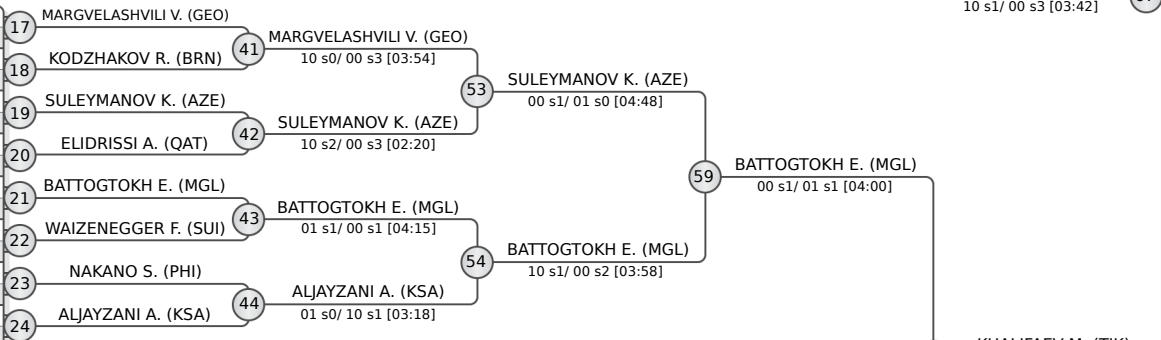 10 s1/ 00 s3 [03:42]
17
MARGVELASHVILI V. (GEO)
41
MARGVELASHVILI V. (GEO)
10 s0/ 00 s3 [03:54]
18
KODZHAKOV R. (BRN)
53
SULEYMANOV K. (AZE)
00 s1/ 01 s0 [04:48]
19
SULEYMANOV K. (AZE)
42
SULEYMANOV K. (AZE)
10 s2/ 00 s3 [02:20]
20
ELIDRISSI A. (QAT)
59
BATTOGTOKH E. (MGL)
00 s1/ 01 s1 [04:00]
21
BATTOGTOKH E. (MGL)
43
BATTOGTOKH E. (MGL)
01 s1/ 00 s1 [04:15]
22
WAIZENEGGER F. (SUI)
54
BATTOGTOKH E. (MGL)
10 s1/ 00 s2 [03:58]
23
NAKANO S. (PHI)
44
ALJAYZANI A. (KSA)
01 s0/ 10 s1 [03:18]
24
ALJAYZANI A. (KSA)